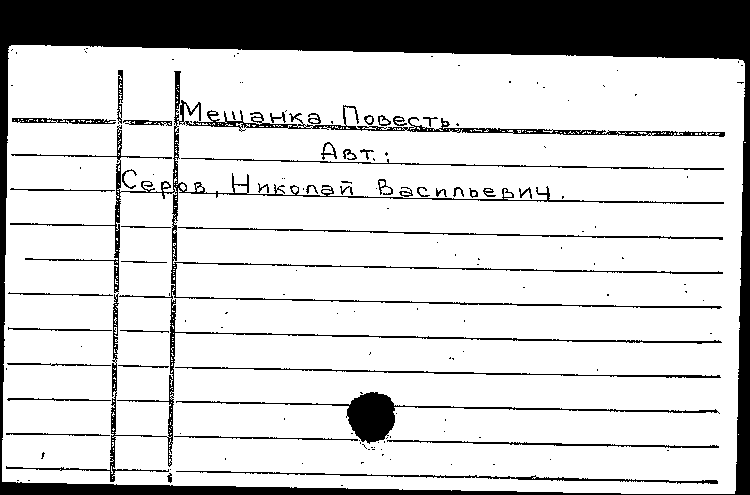 Мещанка. Повесть.
Авт.:
Серов, Николай Васильевич.